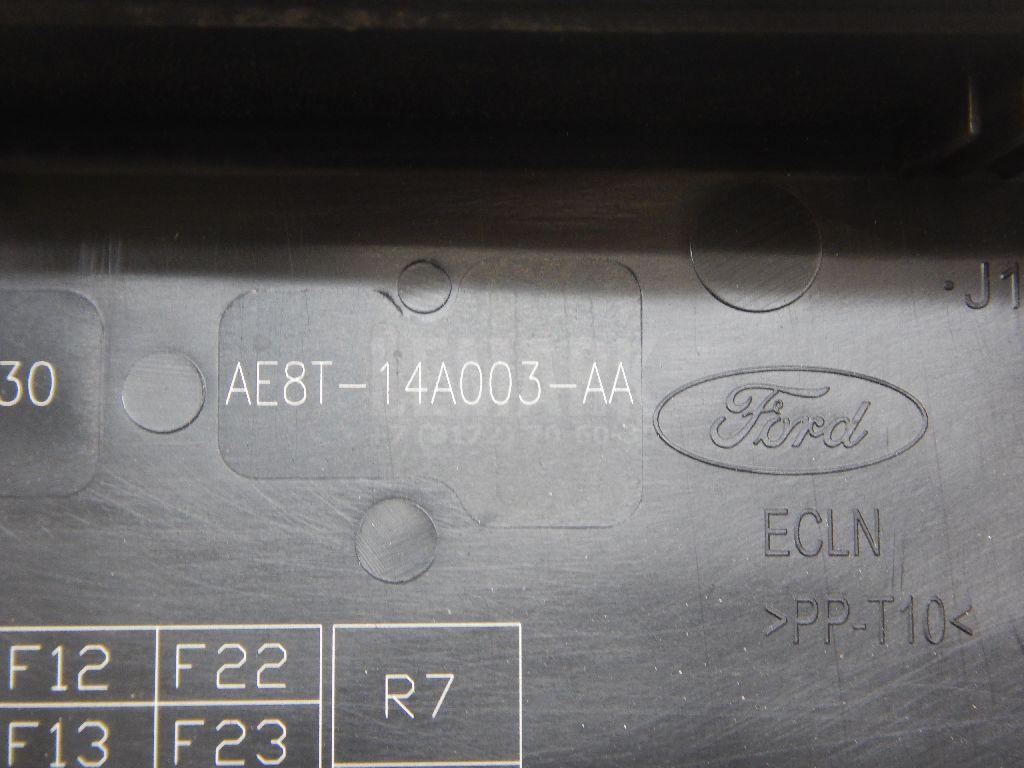 30
AE8T-14A003-AA
J1
Ford
ECLN
>PP-T10<
F12 F22 R7
F13 F23